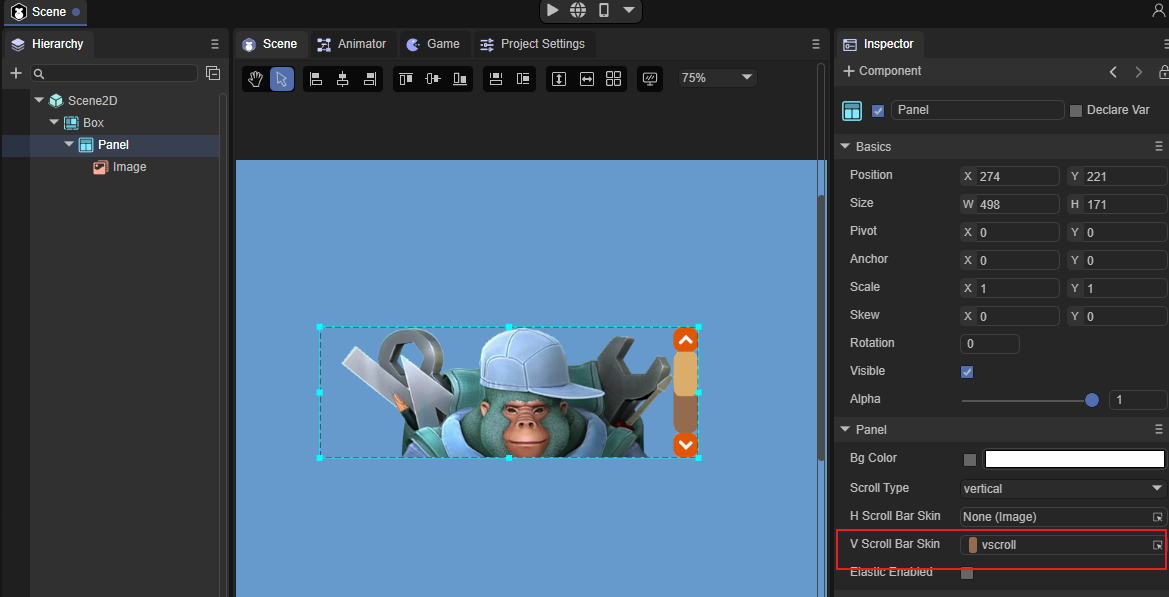 Scene
Hierarchy
Scene
Animator
Game
Project Settings
Inspector
Component
75%
Scene2D
Box
Panel
Image
Panel
Declare Var
Basics
Position X 274 Y 221
Size W 498 H 171
Pivot X 0 Y 0
Anchor X 0 Y 0
Scale X 1 Y 1
Skew X 0 Y 0
Rotation 0
Visible
Alpha 1
Panel
Bg Color
Scroll Type vertical
H Scroll Bar Skin None (Image)
V Scroll Bar Skin vscroll
Elastic Enabled